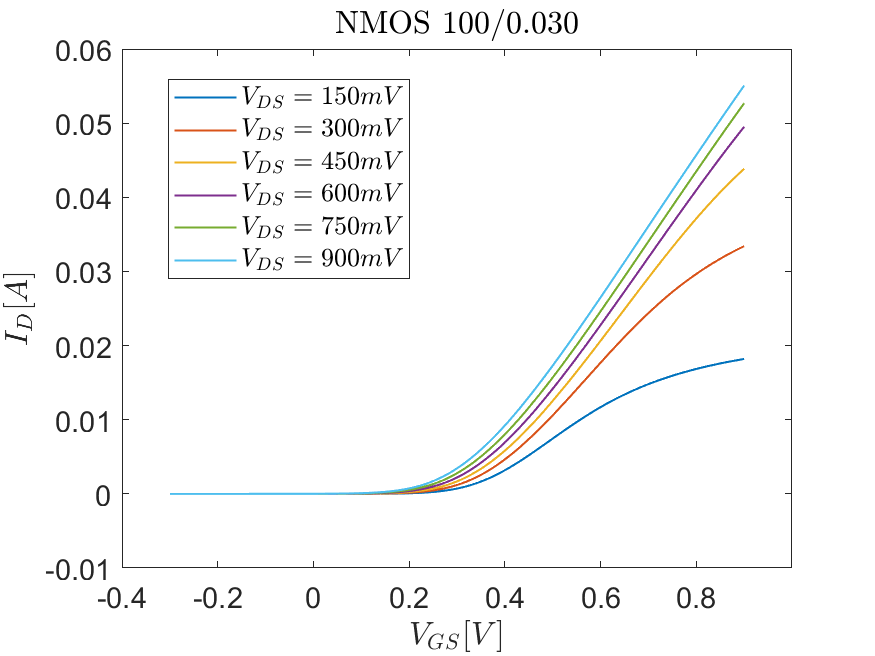 NMOS 100/0.030
0.06
0.05
0.04
0.03
0.02
0.01
0
-0.01
I_D[A]
V_DS = 150mV
V_DS = 300mV
V_DS = 450mV
V_DS = 600mV
V_DS = 750mV
V_DS = 900mV
-0.4 -0.2 0 0.2 0.4 0.6 0.8
V_GS[V]